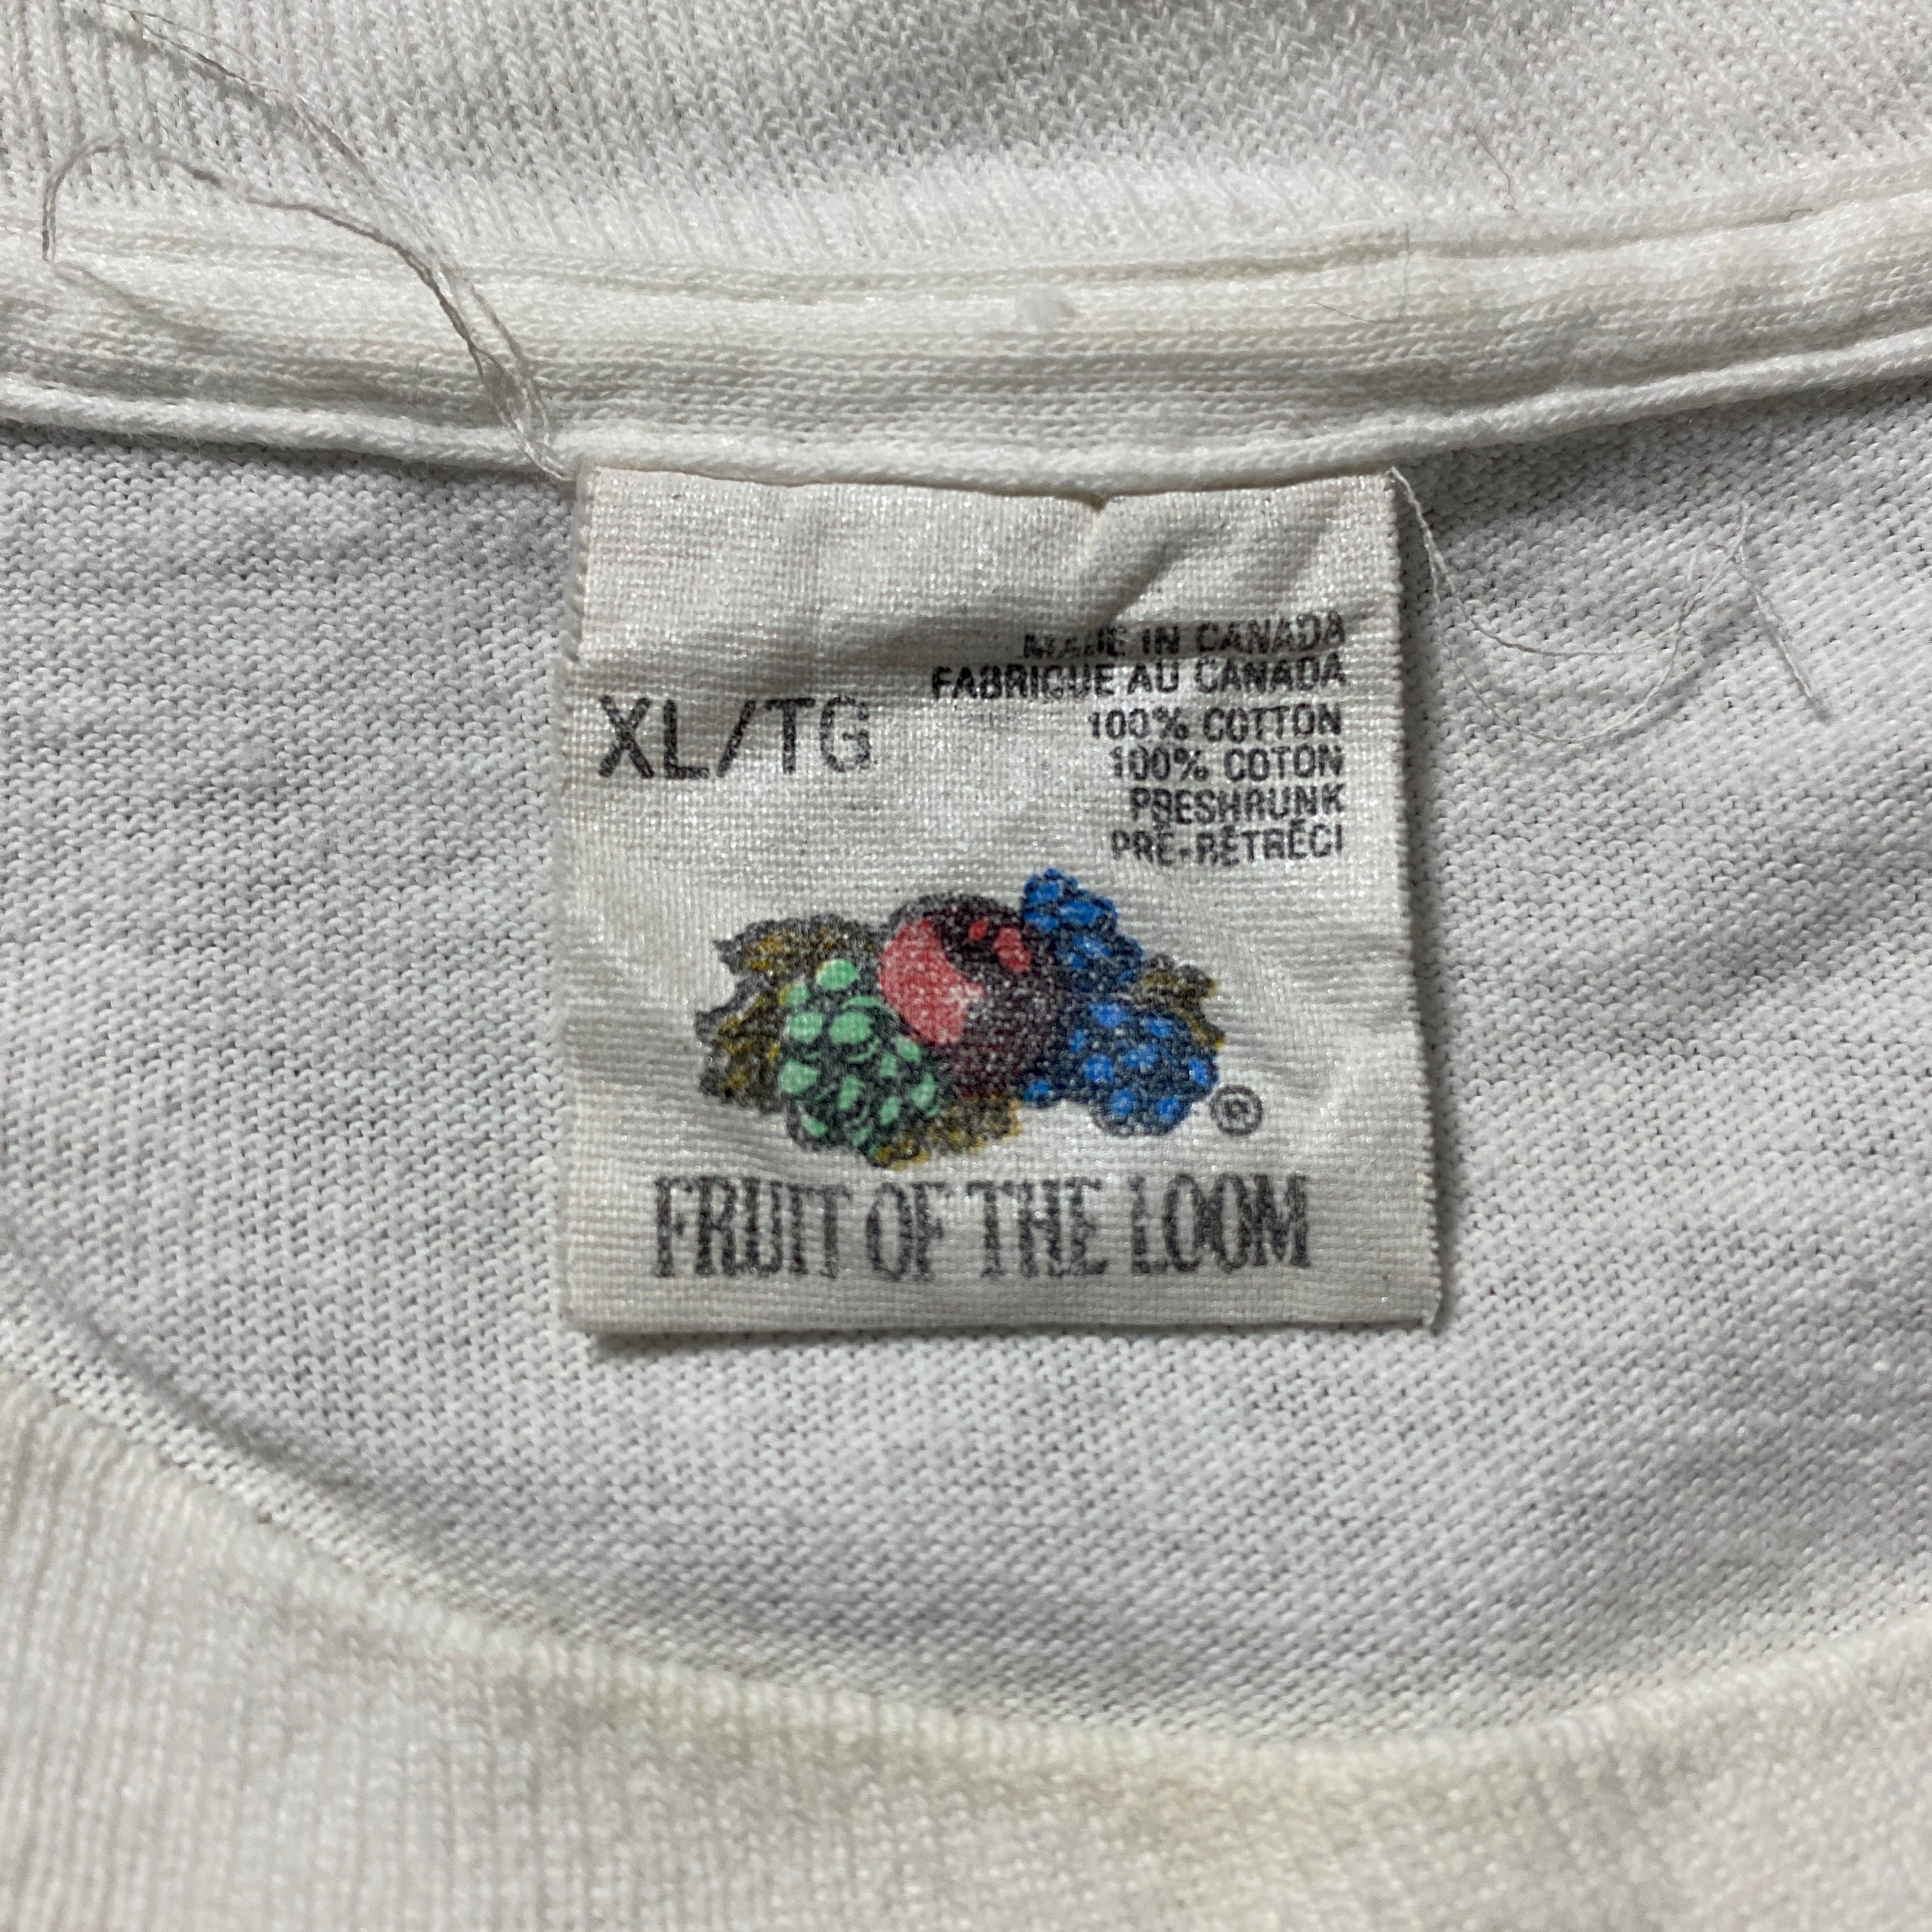 MADE IN CANADA
FABRIQUE AU CANADA
XL/TG
100% COTTON
100% COTON
PRESHRUNK
PRÉ-RÉTRÉCI
®
FRUIT OF THE LOOM